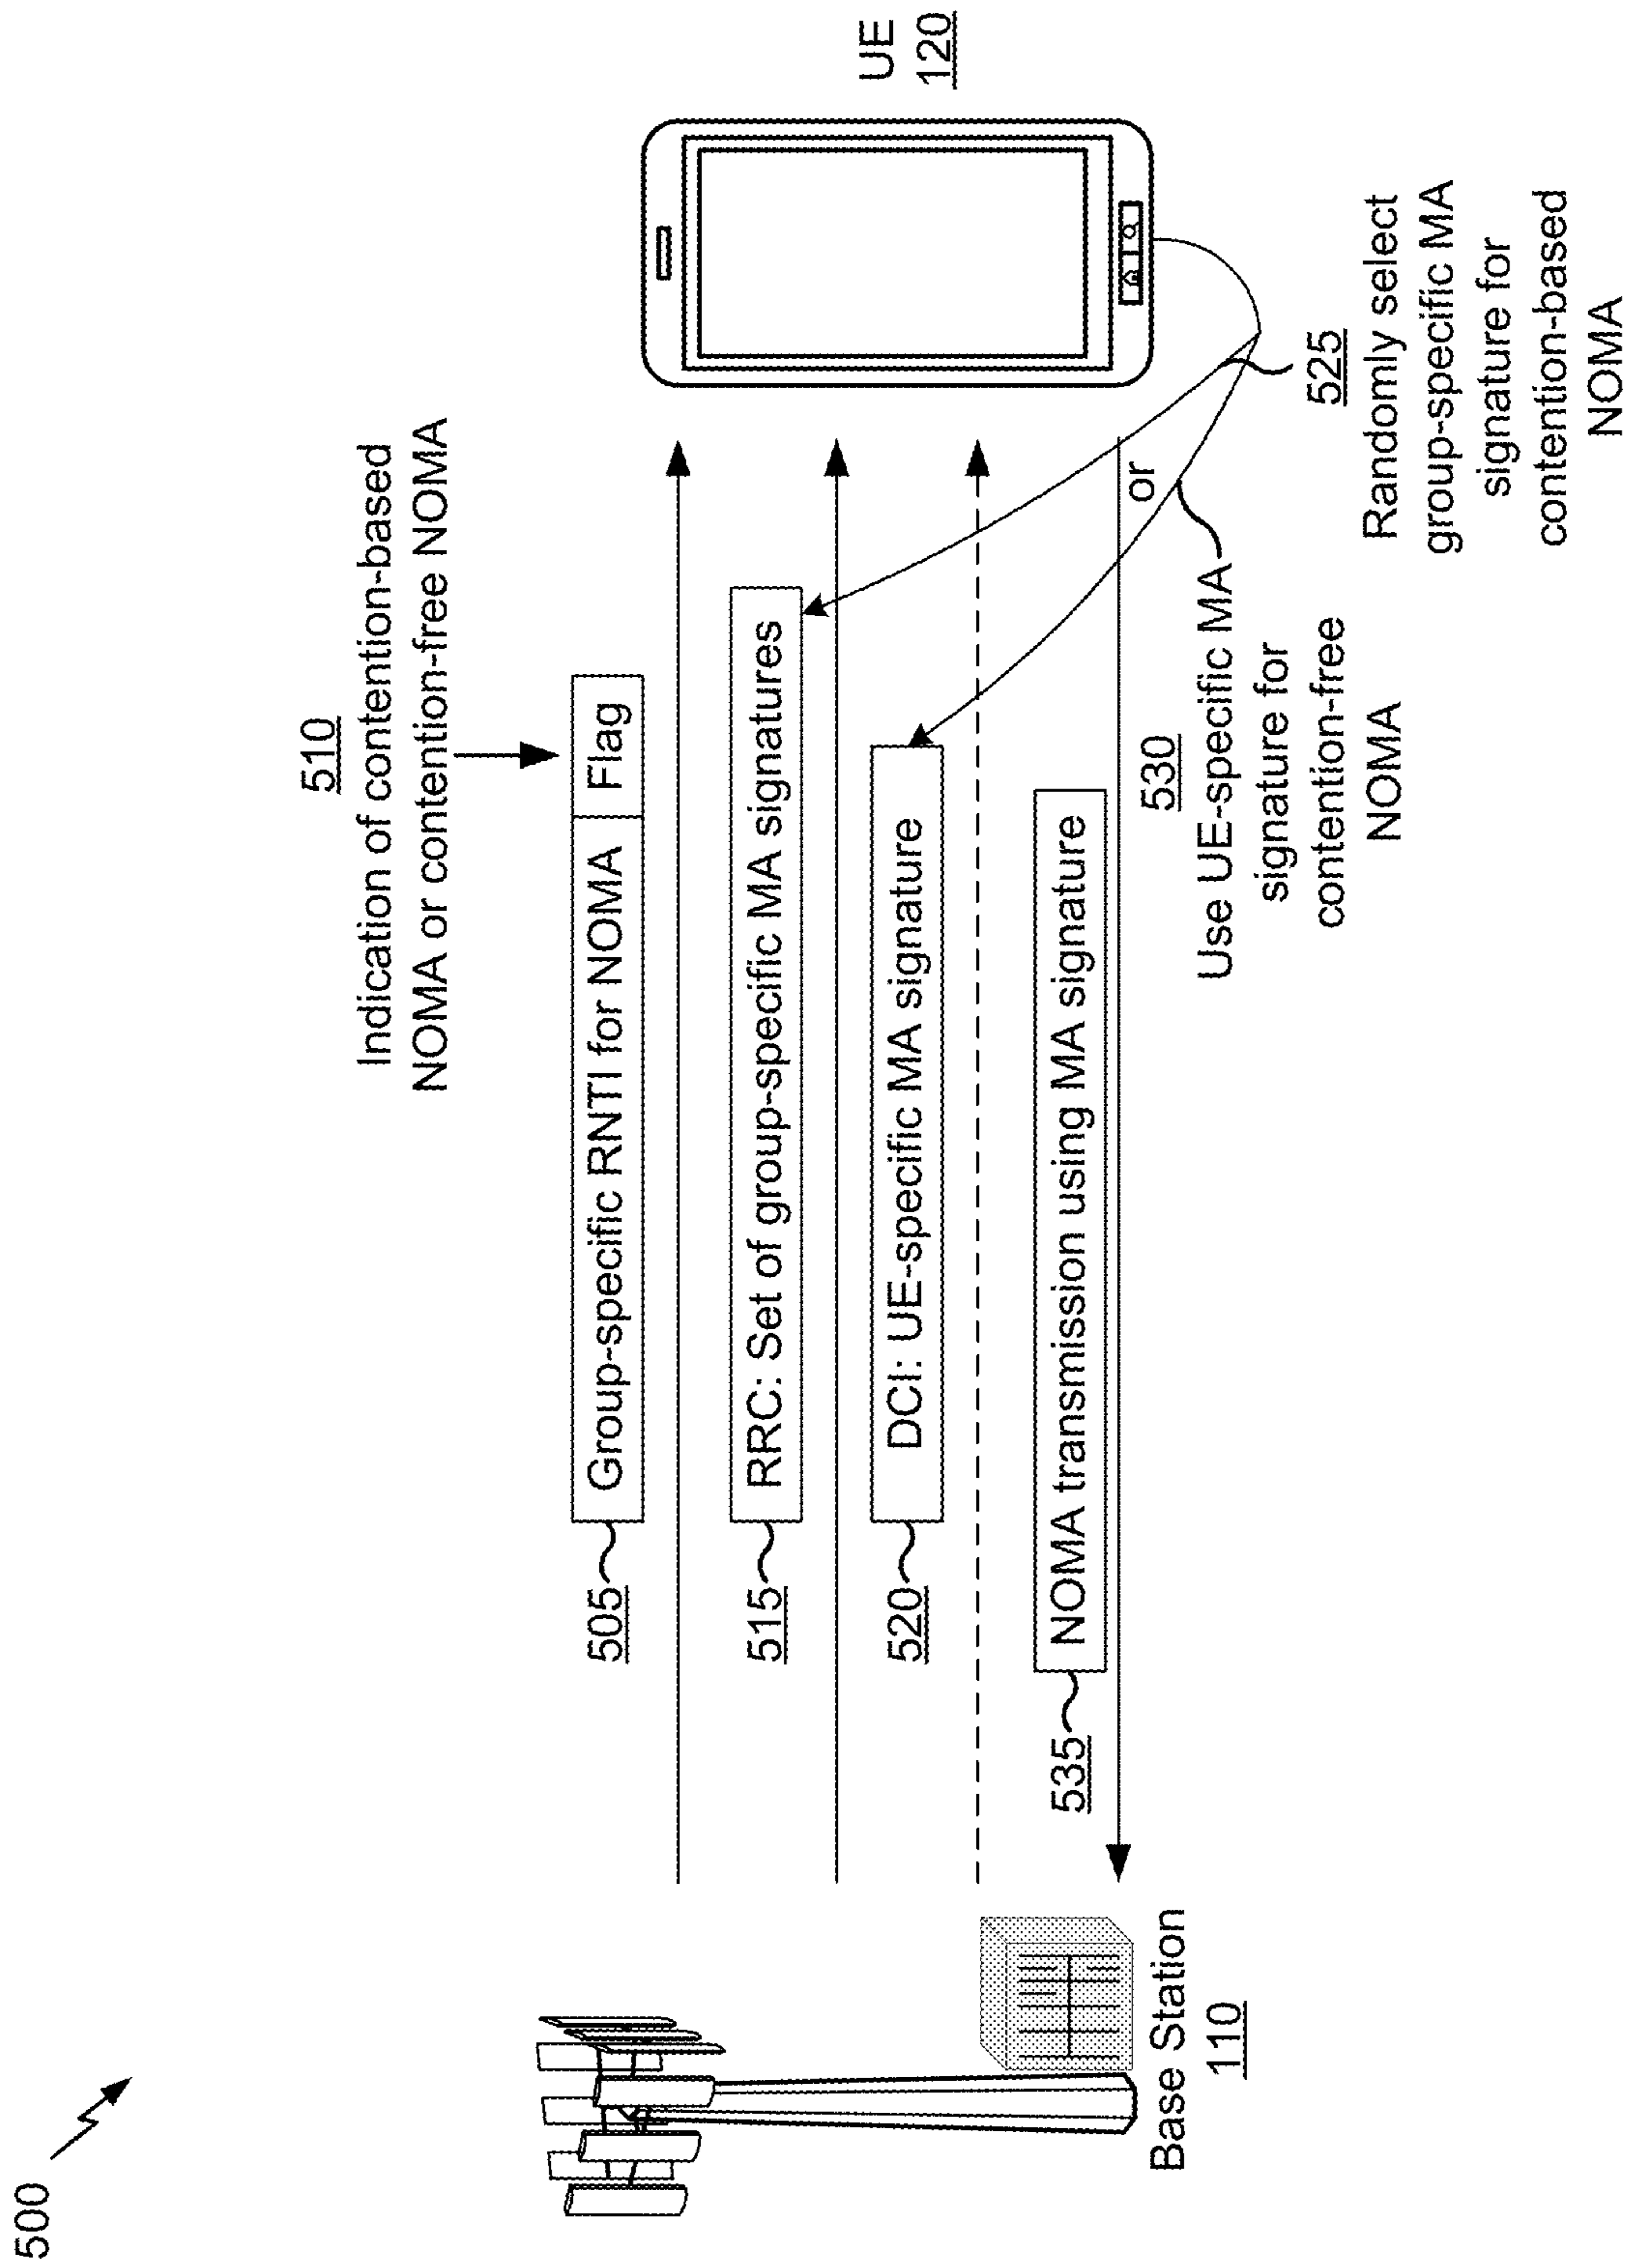 500
510
Indication of contention-based
NOMA or contention-free NOMA
505
Group-specific RNTI for NOMA
Flag
515
RRC: Set of group-specific MA signatures
520
DCI: UE-specific MA signature
535
NOMA transmission using MA signature
or
UE
120
Base Station
110
530
Use UE-specific MA
signature for
contention-free
NOMA
525
Randomly select
group-specific MA
signature for
contention-based
NOMA